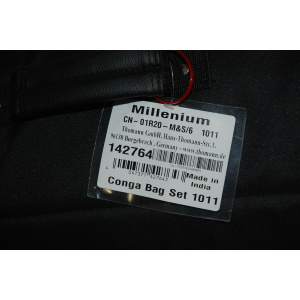 Millenium
CN-01R20-M&S/6 1011
Thomann GmbH, Hans-Thomann-Str.1,
96138 Burgebrach, Germany - www.thomann.de
142764
Made in
India
Conga Bag Set 1011